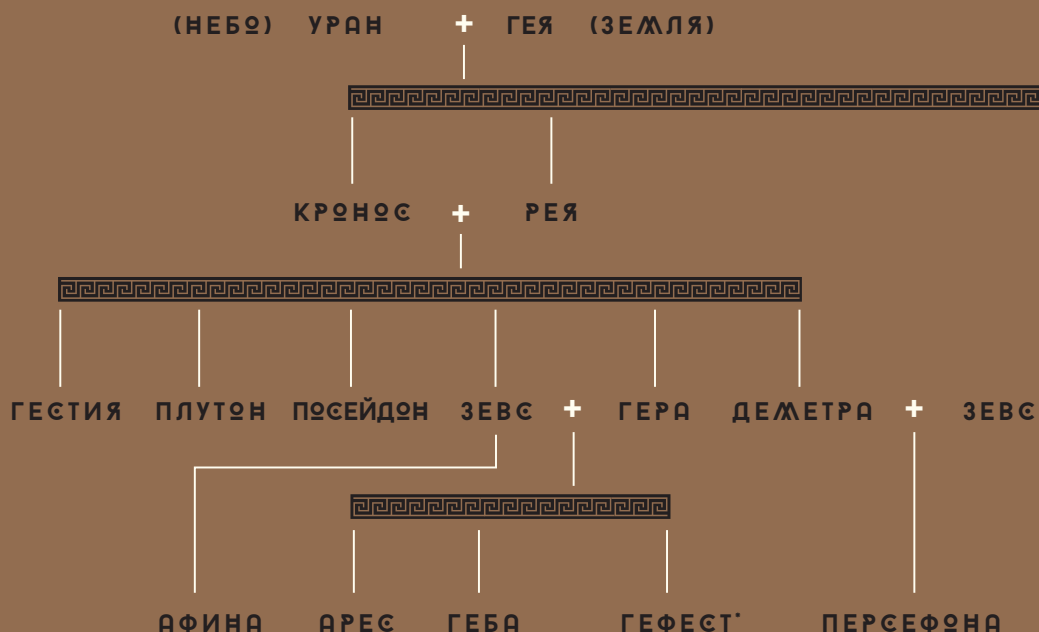 (НЕБО) УРАН + ГЕЯ (ЗЕМЛЯ)
КРОНОС + РЕЯ
ГЕСТИЯ ПЛУТОН ПОСЕЙДОН ЗЕВС + ГЕРА ДЕМЕТРА + ЗЕВС
АФИНА АРЕС ГЕБА ГЕФЕСТ* ПЕРСЕФОНА